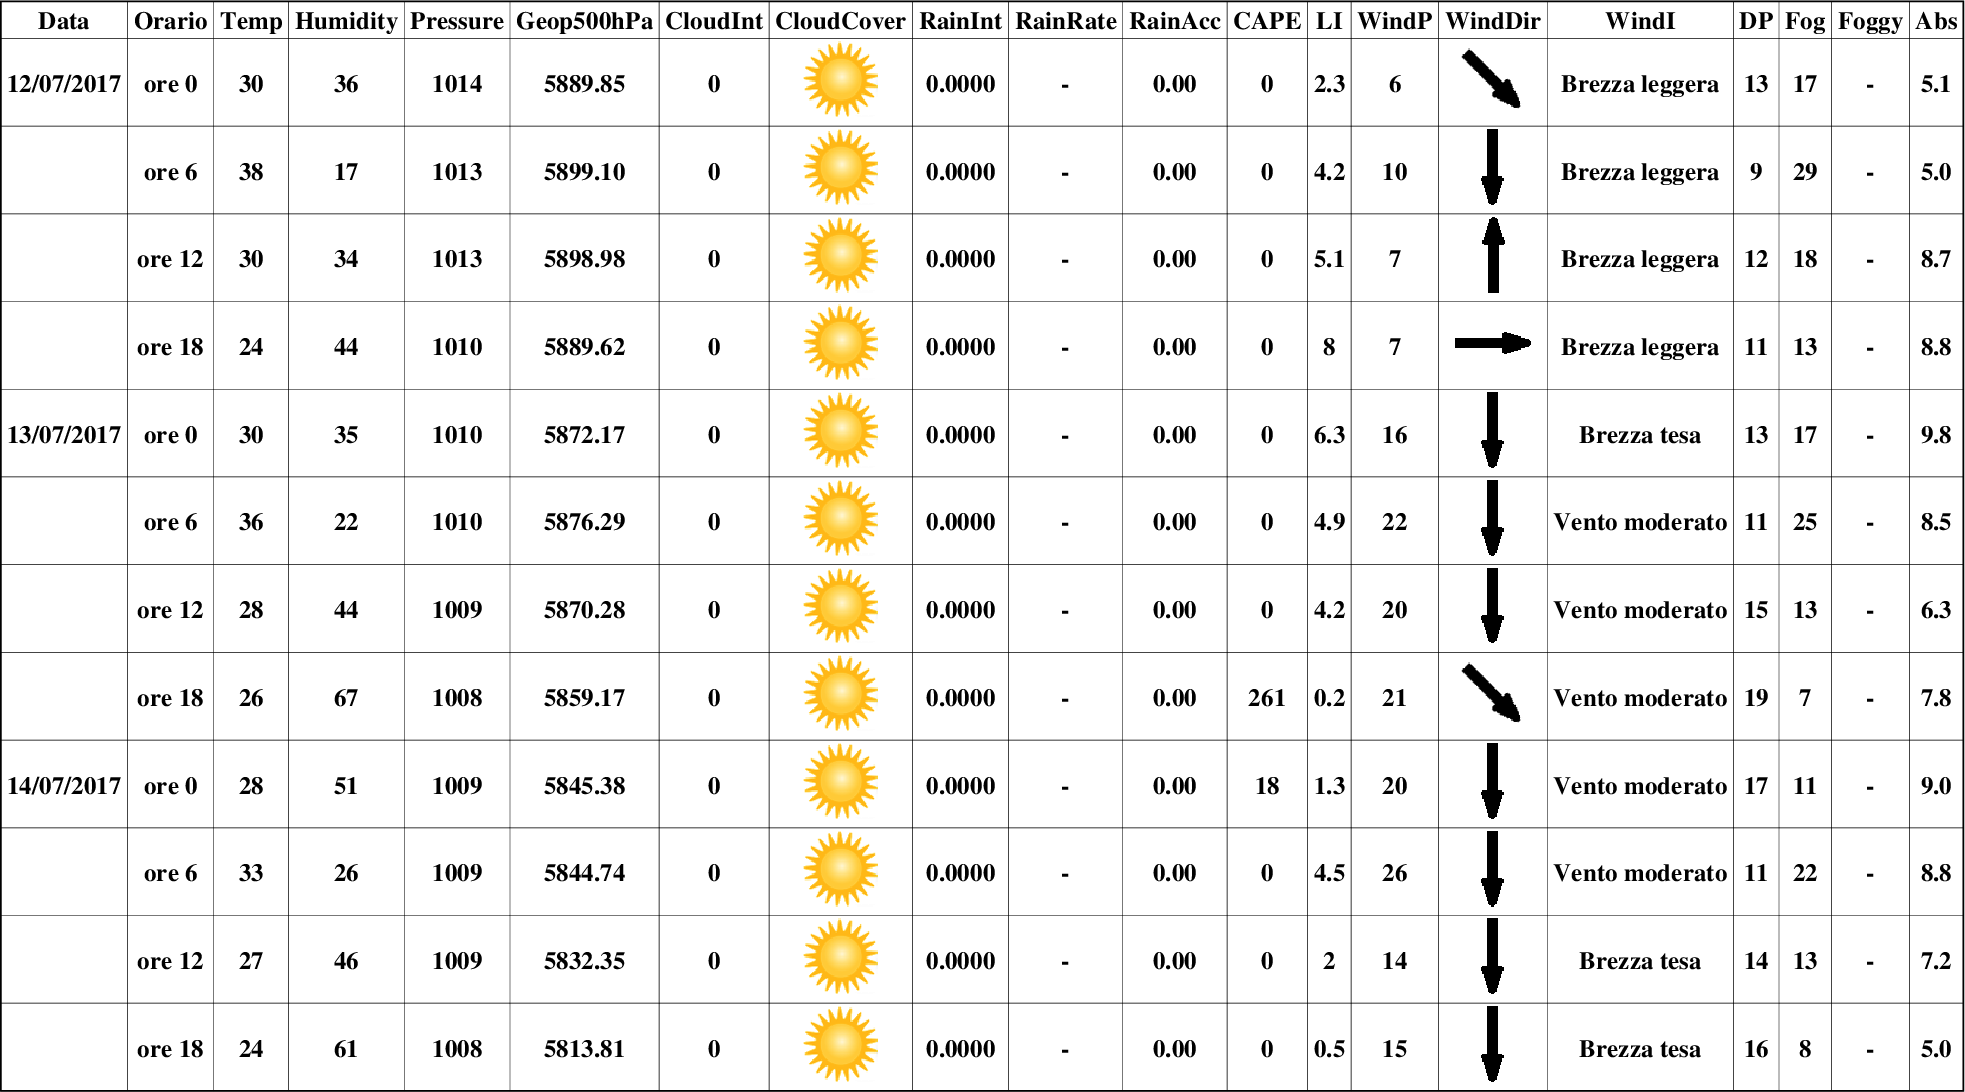 Data Orario Temp Humidity Pressure Geop500hPa CloudInt CloudCover RainInt RainRate RainAcc CAPE LI WindP WindDir WindI DP Fog Foggy Abs
12/07/2017 ore 0 30 36 1014 5889.85 0 0.0000 - 0.00 0 2.3 6 Brezza leggera 13 17 - 5.1
ore 6 38 17 1013 5899.10 0 0.0000 - 0.00 0 4.2 10 Brezza leggera 9 29 - 5.0
ore 12 30 34 1013 5898.98 0 0.0000 - 0.00 0 5.1 7 Brezza leggera 12 18 - 8.7
ore 18 24 44 1010 5889.62 0 0.0000 - 0.00 0 8 7 Brezza leggera 11 13 - 8.8
13/07/2017 ore 0 30 35 1010 5872.17 0 0.0000 - 0.00 0 6.3 16 Brezza tesa 13 17 - 9.8
ore 6 36 22 1010 5876.29 0 0.0000 - 0.00 0 4.9 22 Vento moderato 11 25 - 8.5
ore 12 28 44 1009 5870.28 0 0.0000 - 0.00 0 4.2 20 Vento moderato 15 13 - 6.3
ore 18 26 67 1008 5859.17 0 0.0000 - 0.00 261 0.2 21 Vento moderato 19 7 - 7.8
14/07/2017 ore 0 28 51 1009 5845.38 0 0.0000 - 0.00 18 1.3 20 Vento moderato 17 11 - 9.0
ore 6 33 26 1009 5844.74 0 0.0000 - 0.00 0 4.5 26 Vento moderato 11 22 - 8.8
ore 12 27 46 1009 5832.35 0 0.0000 - 0.00 0 2 14 Brezza tesa 14 13 - 7.2
ore 18 24 61 1008 5813.81 0 0.0000 - 0.00 0 0.5 15 Brezza tesa 16 8 - 5.0